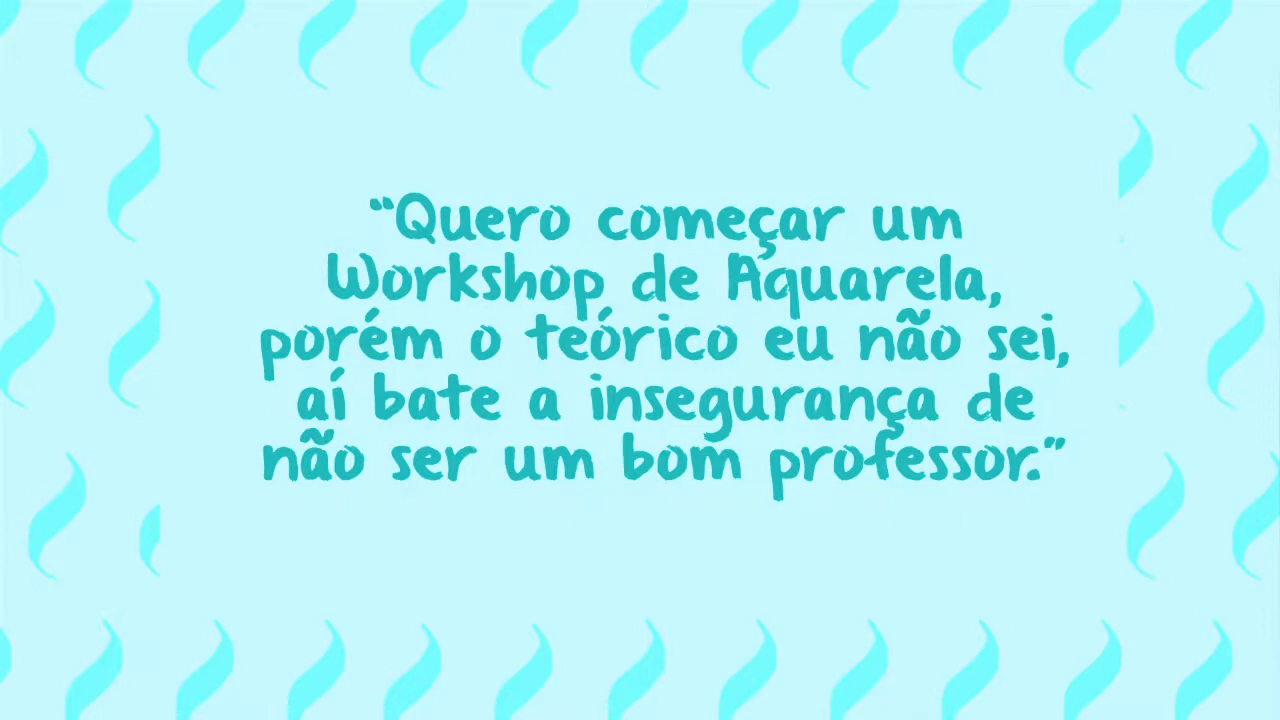 “Quero começar um
Workshop de Aquarela,
porém o teórico eu não sei,
aí bate a insegurança de
não ser um bom professor.”